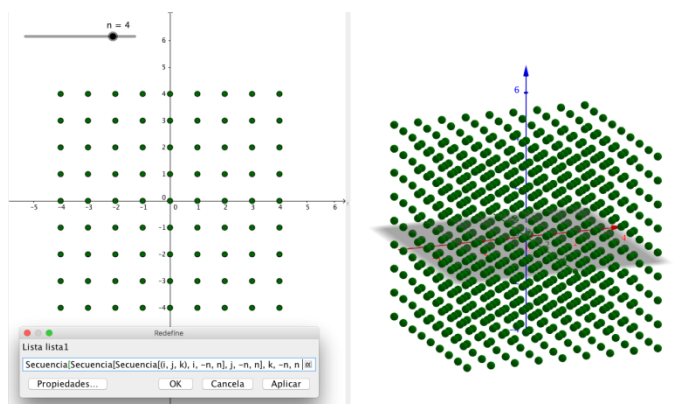 n = 4
6
5
4
3
2
1
0
-5 -4 -3 -2 -1 0 1 2 3 4 5
-1
-2
-3
-4
6
4
Redefine
Lista lista1
Secuencia[Secuencia[Secuencia[(i, j, k), i, -n, n], j, -n, n], k, -n, n
Propiedades... OK Cancela Aplicar